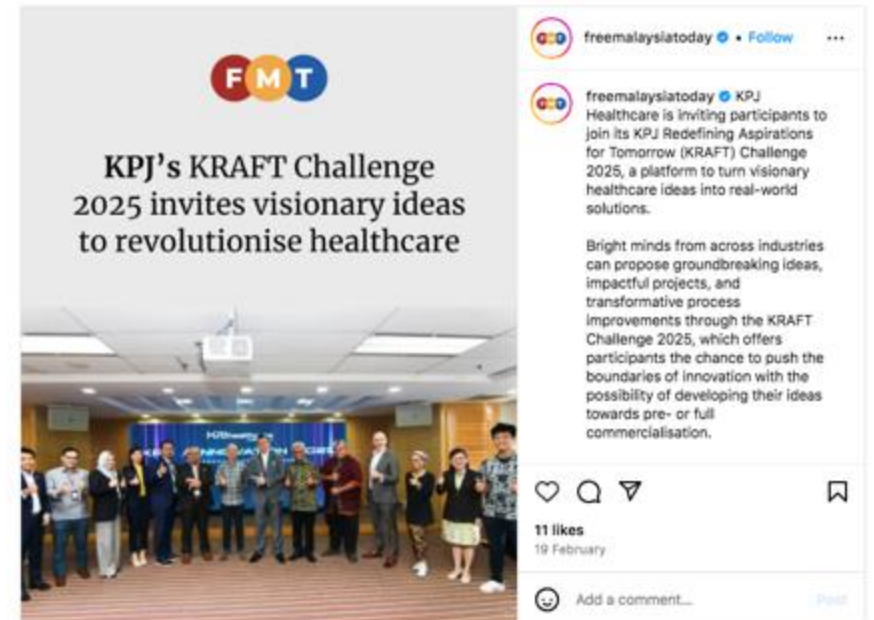 FMT
KPJ's KRAFT Challenge
2025 invites visionary ideas
to revolutionise healthcare
freemalaysiatoday • Follow
freemalaysiatoday KPJ
Healthcare is inviting participants to
join its KPJ Redefining Aspirations
for Tomorrow (KRAFT) Challenge
2025, a platform to turn visionary
healthcare ideas into real-world
solutions.
Bright minds from across industries
can propose groundbreaking ideas,
impactful projects, and
transformative process
improvements through the KRAFT
Challenge 2025, which offers
participants the chance to push the
boundaries of innovation with the
possibility of developing their ideas
towards pre- or full
commercialisation.
11 likes
19 February
Add a comment...
Post